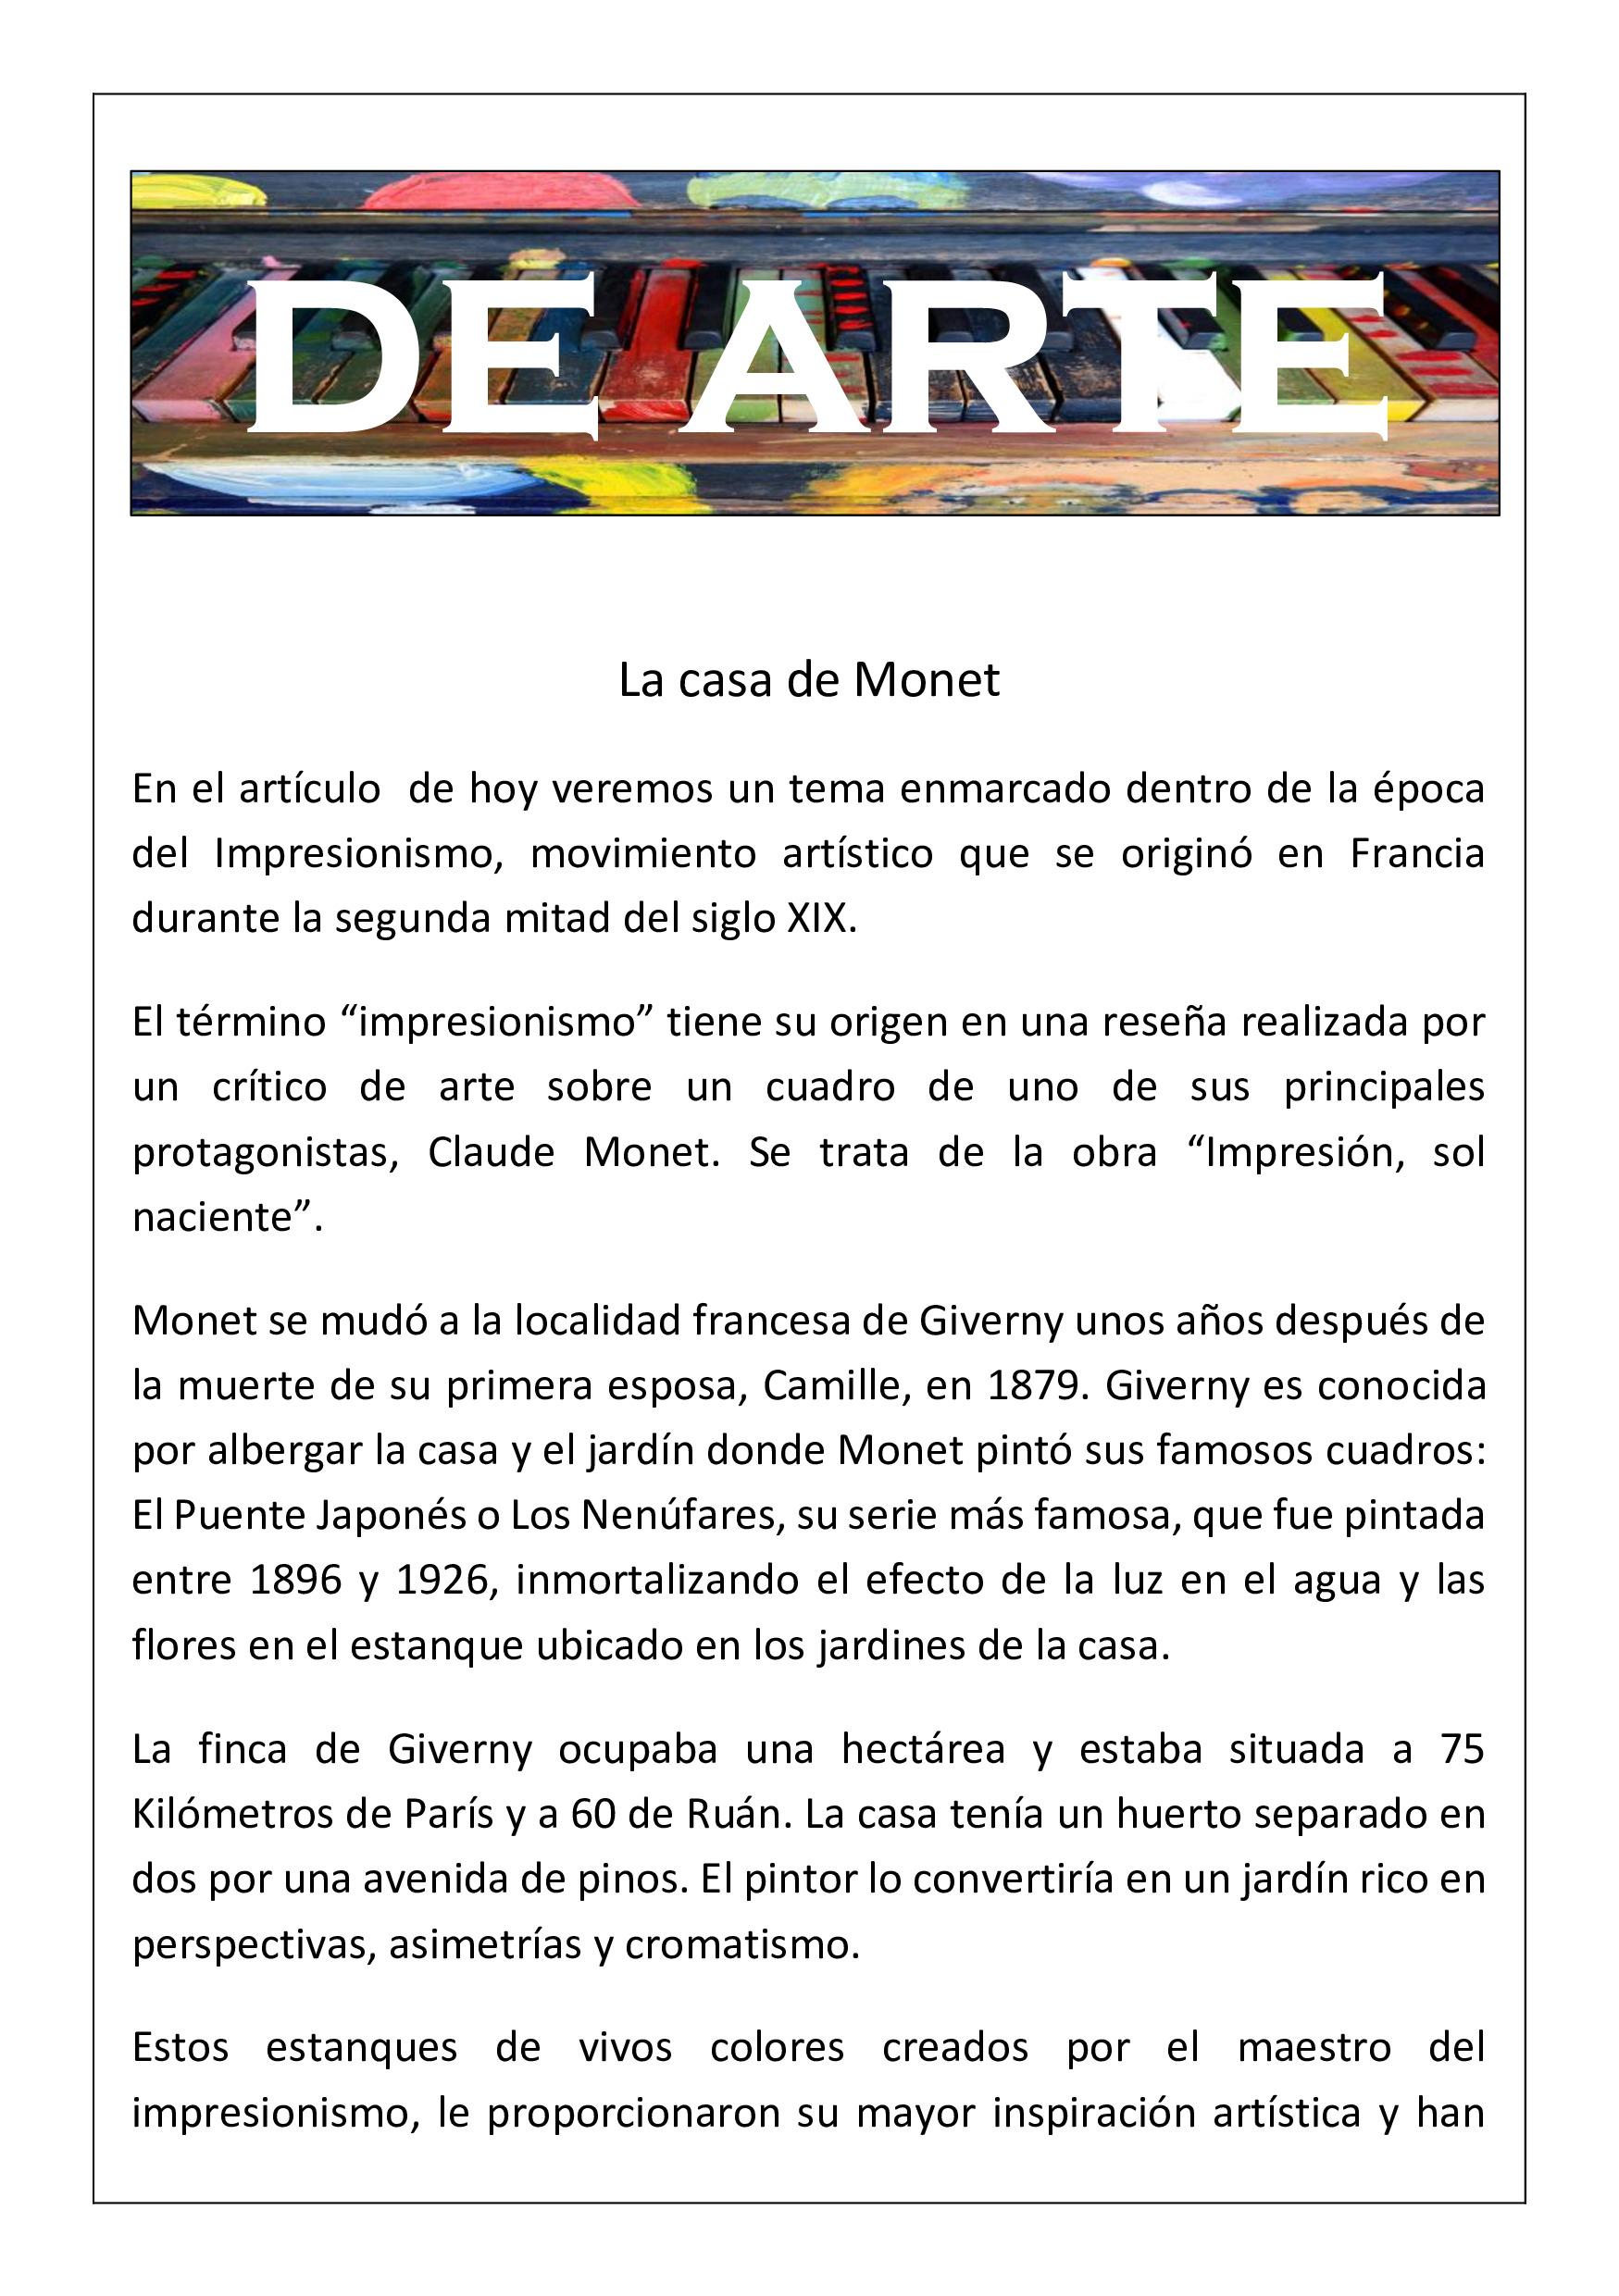 DE ARTE
La casa de Monet
En el artículo  de hoy veremos un tema enmarcado dentro de la época
del Impresionismo, movimiento artístico que se originó en Francia
durante la segunda mitad del siglo XIX.
El término “impresionismo” tiene su origen en una reseña realizada por
un crítico de arte sobre un cuadro de uno de sus principales
protagonistas, Claude Monet. Se trata de la obra “Impresión, sol
naciente”.
Monet se mudó a la localidad francesa de Giverny unos años después de
la muerte de su primera esposa, Camille, en 1879. Giverny es conocida
por albergar la casa y el jardín donde Monet pintó sus famosos cuadros:
El Puente Japonés o Los Nenúfares, su serie más famosa, que fue pintada
entre 1896 y 1926, inmortalizando el efecto de la luz en el agua y las
flores en el estanque ubicado en los jardines de la casa.
La finca de Giverny ocupaba una hectárea y estaba situada a 75
Kilómetros de París y a 60 de Ruán. La casa tenía un huerto separado en
dos por una avenida de pinos. El pintor lo convertiría en un jardín rico en
perspectivas, asimetrías y cromatismo.
Estos estanques de vivos colores creados por el maestro del
impresionismo, le proporcionaron su mayor inspiración artística y han